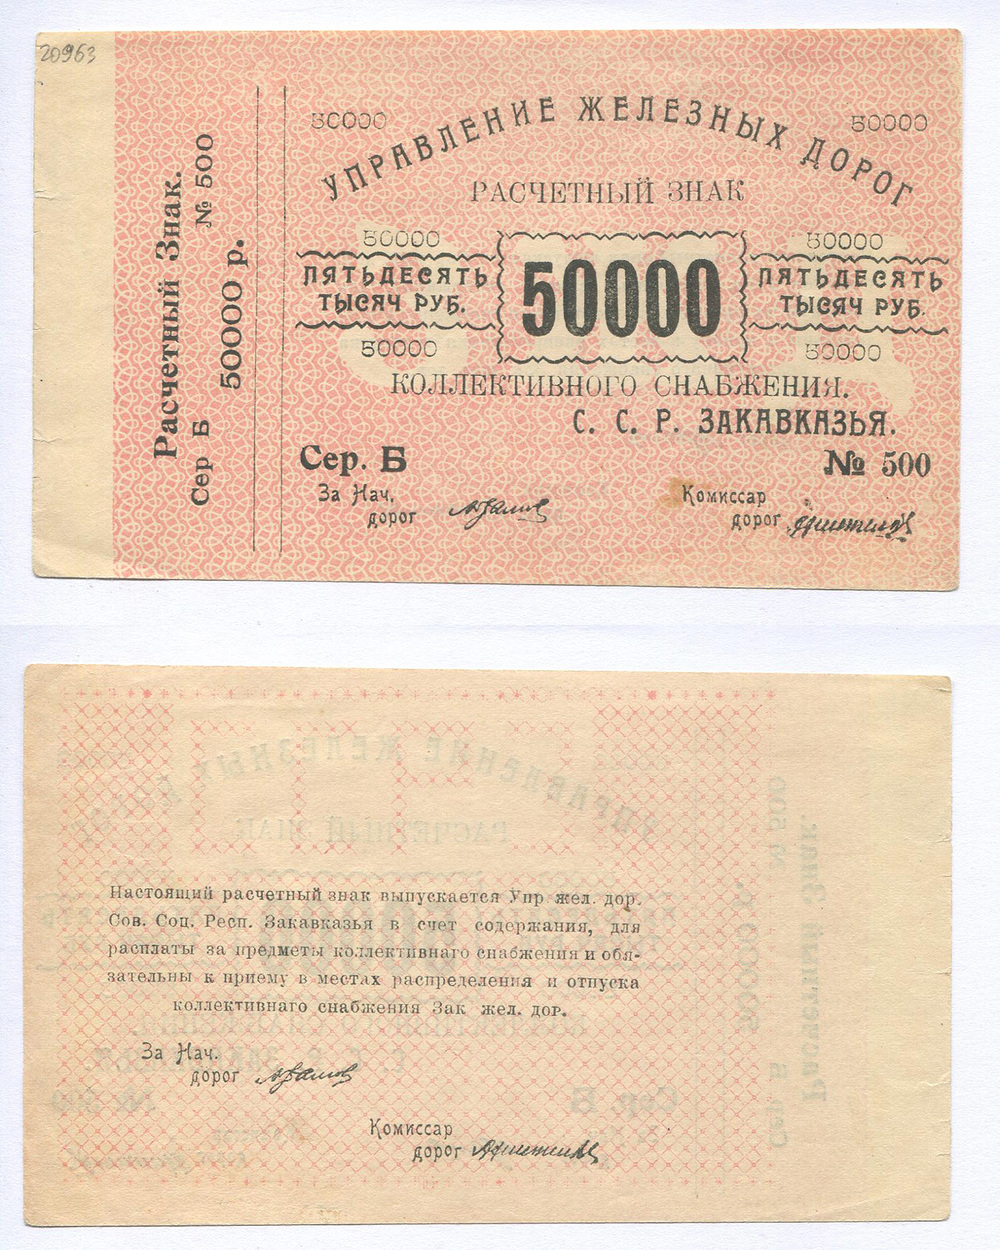 20963
Расчетный Знак.
Сер Б № 500
50000 р.
50000 50000
УПРАВЛЕНИЕ ЖЕЛЕЗНЫХ ДОРОГ
РАСЧЕТНЫЙ ЗНАК
50000 50000
ПЯТЬДЕСЯТЬ
ТЫСЯЧ РУБ.
50000
ПЯТЬДЕСЯТЬ
ТЫСЯЧ РУБ.
50000 50000
КОЛЛЕКТИВНОГО СНАБЖЕНИЯ.
С. С. Р. ЗАКАВКАЗЬЯ.
Сер. Б № 500
За Нач.
дорог
Комиссар
дорог
Настоящий расчетный знак выпускается Упр жел. дор.
Сов. Соц. Респ. Закавказья в счет содержания, для
расплаты за предметы коллективнаго снабжения и обя-
зательны к приему в местах распределения и отпуска
коллективнаго снабжения Зак жел. дор.
За Нач.
дорог
Комиссар
дорог